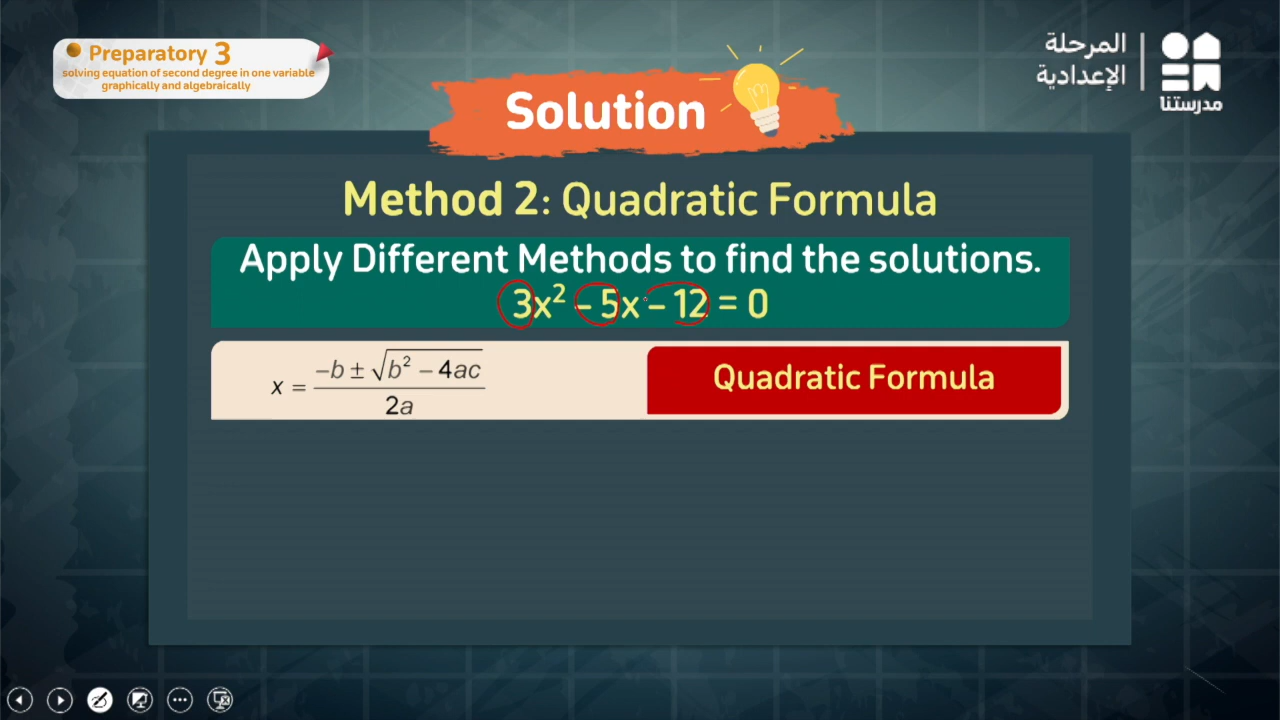 Preparatory 3
solving equation of second degree in one variable
graphically and algebraically
المرحلة
الإعدادية
مدرستنا
Solution
Method 2: Quadratic Formula
Apply Different Methods to find the solutions.
3x² – 5x – 12 = 0
x = (–b ± √(b² – 4ac)) / 2a
Quadratic Formula